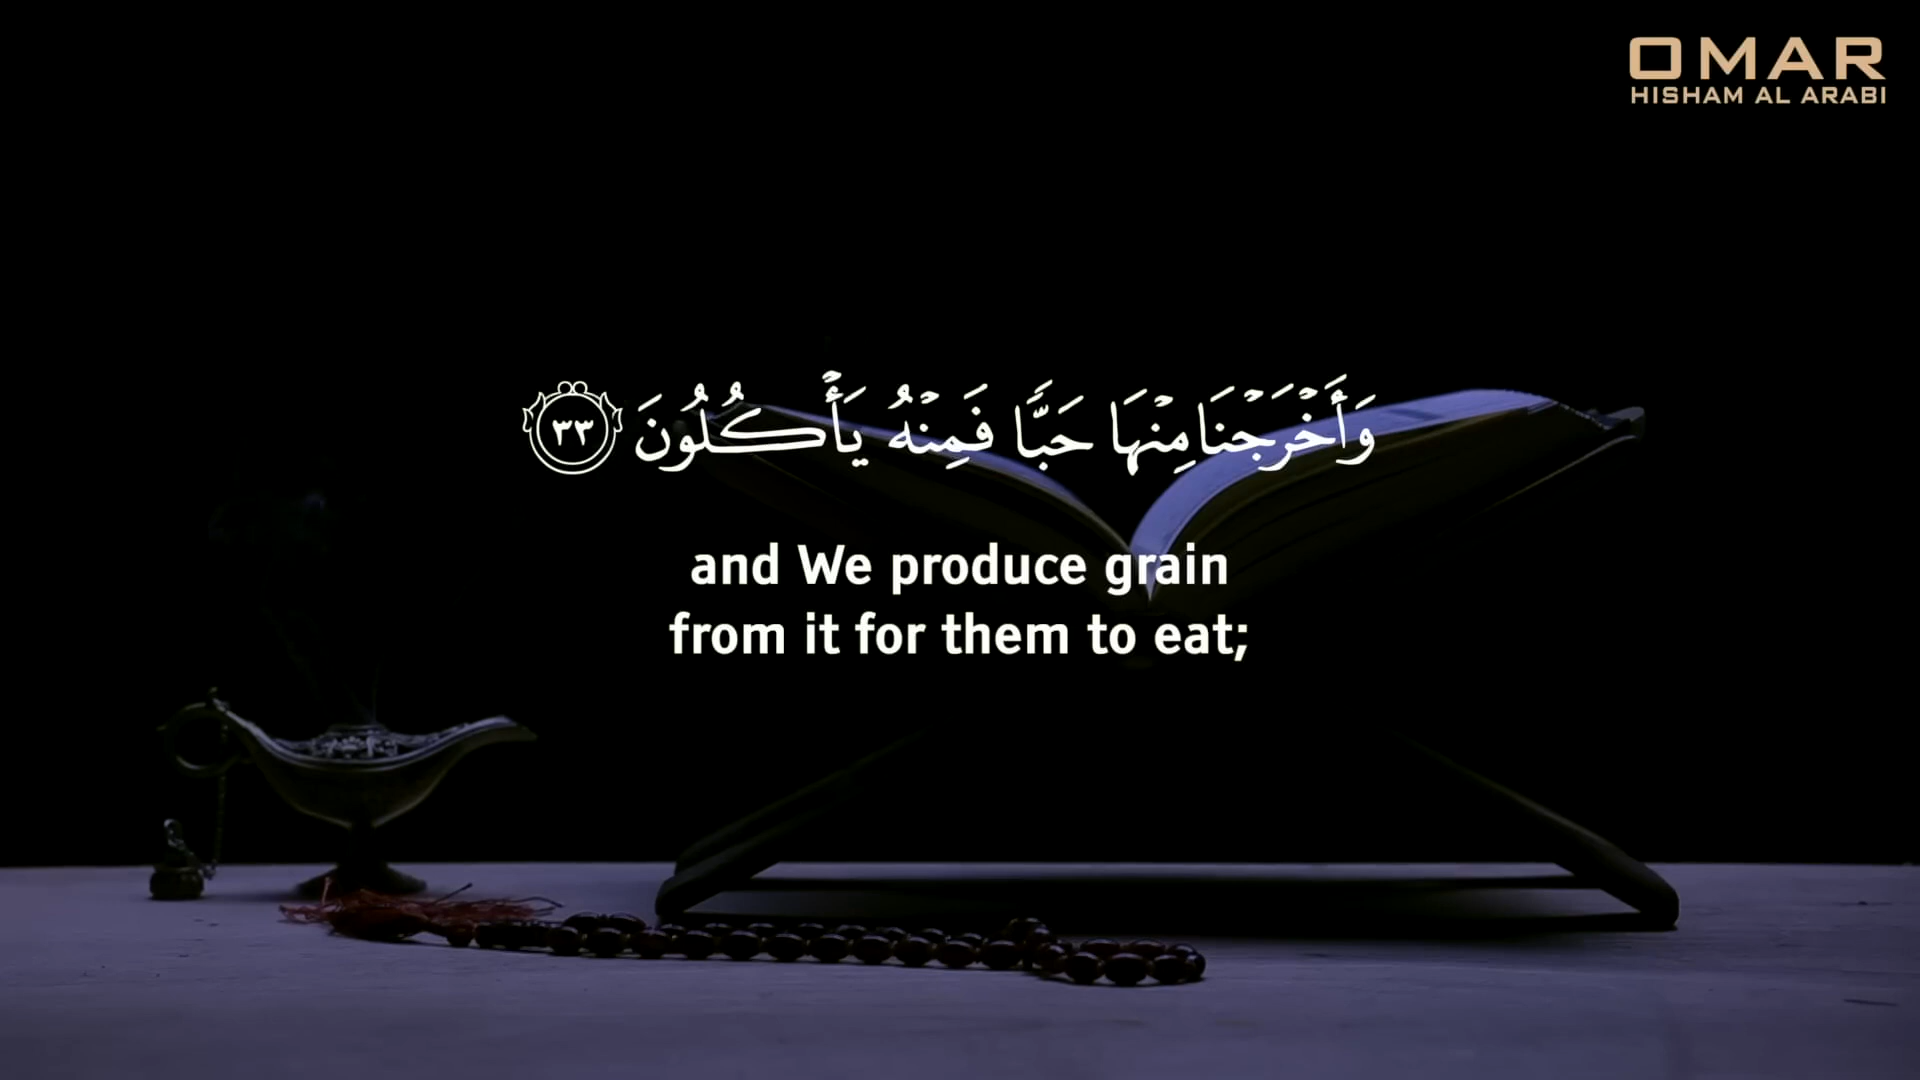 OMAR
HISHAM AL ARABI
وَأَخْرَجْنَا مِنْهَا حَبًّا فَمِنْهُ يَأْكُلُونَ ٣٣
and We produce grain
from it for them to eat;